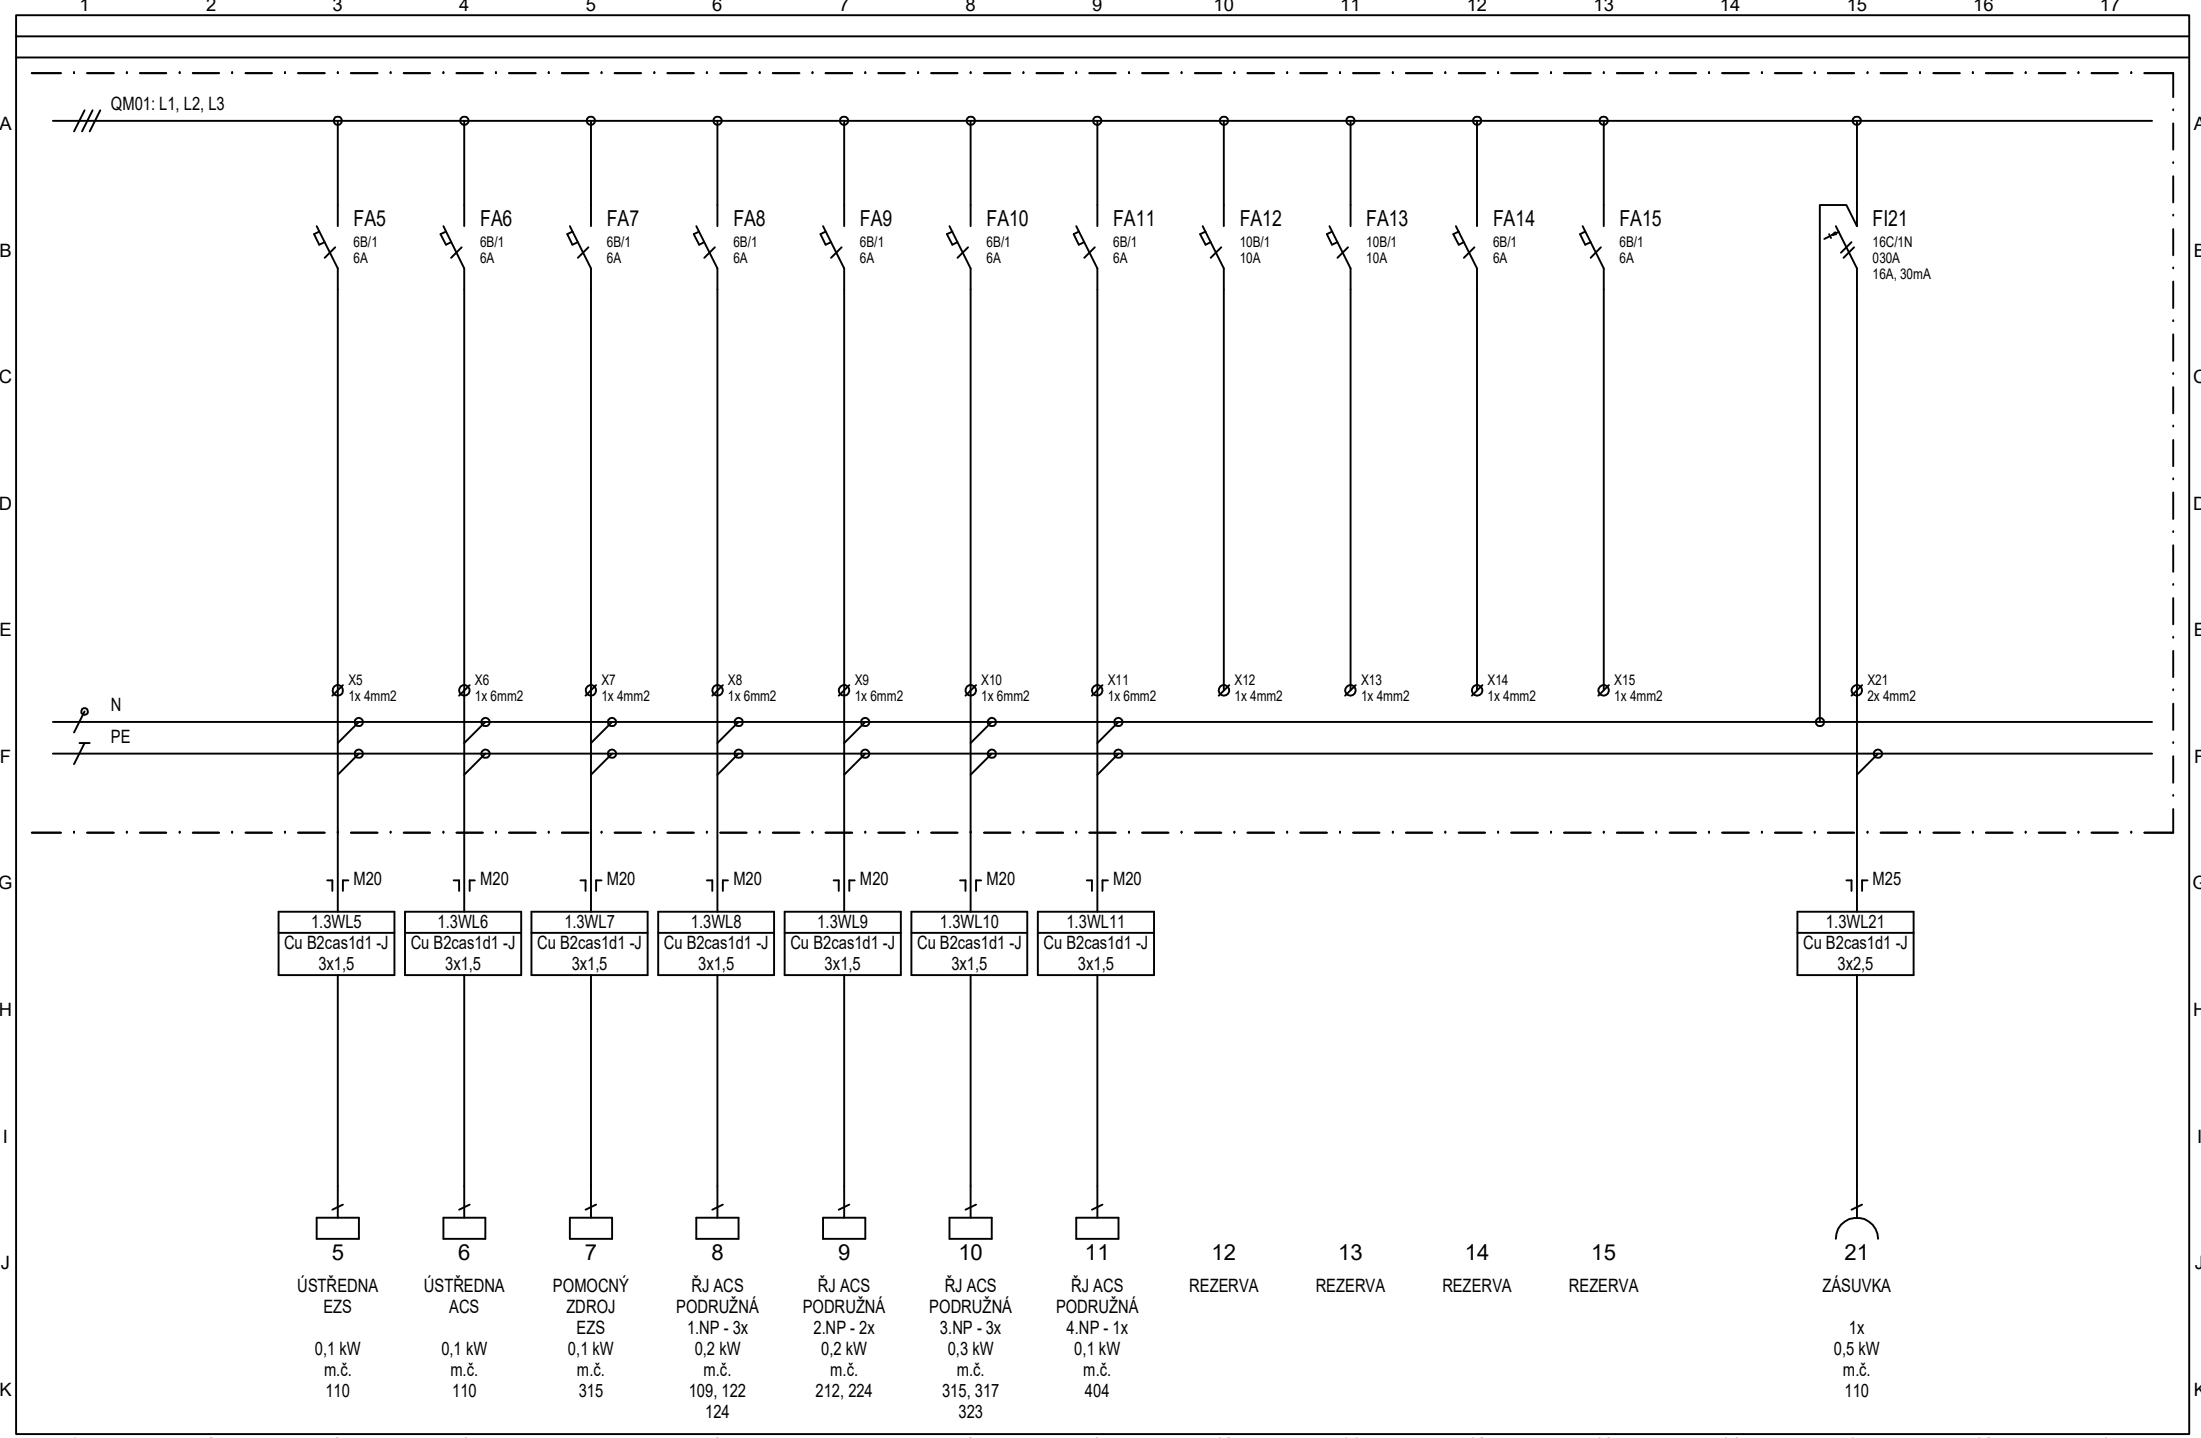 1 2 3 4 5 6 7 8 9 10 11 12 13 14 15 16 17
QM01: L1, L2, L3
A A
FA5 FA6 FA7 FA8 FA9 FA10 FA11 FA12 FA13 FA14 FA15 FI21
6B/1 6B/1 6B/1 6B/1 6B/1 6B/1 6B/1 10B/1 10B/1 6B/1 6B/1 16C/1N
B B
6A 6A 6A 6A 6A 6A 6A 10A 10A 6A 6A 030A
16A, 30mA
C C
D D
E E
X5 X6 X7 X8 X9 X10 X11 X12 X13 X14 X15 X21
1x 4mm2 1x 6mm2 1x 4mm2 1x 6mm2 1x 6mm2 1x 6mm2 1x 6mm2 1x 4mm2 1x 4mm2 1x 4mm2 1x 4mm2 2x 4mm2
N
PE
F F
G M20 M20 M20 M20 M20 M20 M20 M25 G
1.3WL5 1.3WL6 1.3WL7 1.3WL8 1.3WL9 1.3WL10 1.3WL11 1.3WL21
Cu B2cas1d1 -J Cu B2cas1d1 -J Cu B2cas1d1 -J Cu B2cas1d1 -J Cu B2cas1d1 -J Cu B2cas1d1 -J Cu B2cas1d1 -J Cu B2cas1d1 -J
3x1,5 3x1,5 3x1,5 3x1,5 3x1,5 3x1,5 3x1,5 3x2,5
H H
I I
5 6 7 8 9 10 11 12 13 14 15 21
J J
ÚSTŘEDNA ÚSTŘEDNA POMOCNÝ ŘJ ACS ŘJ ACS ŘJ ACS ŘJ ACS REZERVA REZERVA REZERVA REZERVA ZÁSUVKA
EZS ACS ZDROJ PODRUŽNÁ PODRUŽNÁ PODRUŽNÁ PODRUŽNÁ
EZS 1.NP - 3x 2.NP - 2x 3.NP - 3x 4.NP - 1x 1x
0,1 kW 0,1 kW 0,1 kW 0,2 kW 0,2 kW 0,3 kW 0,1 kW 0,5 kW
m.č. m.č. m.č. m.č. m.č. m.č. m.č. m.č.
K 110 110 315 109, 122 212, 224 315, 317 404 110 K
124 323